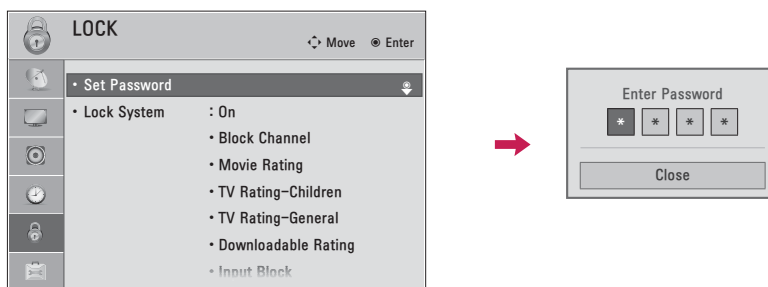 LOCK
Move Enter
• Set Password
• Lock System : On
• Block Channel
• Movie Rating
• TV Rating-Children
• TV Rating-General
• Downloadable Rating
• Input Block
Enter Password
* * * *
Close